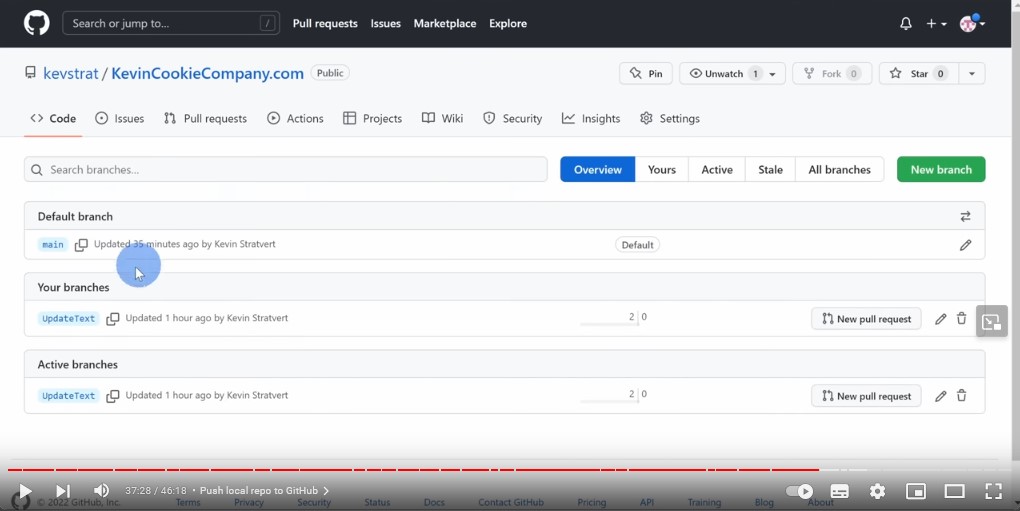 Search or jump to... / Pull requests Issues Marketplace Explore
kevstrat / KevinCookieCompany.com Public Pin Unwatch 1 Fork 0 Star 0
<> Code Issues Pull requests Actions Projects Wiki Security Insights Settings
Search branches... Overview Yours Active Stale All branches New branch
Default branch
main Updated 35 minutes ago by Kevin Stratvert Default
Your branches
UpdateText Updated 1 hour ago by Kevin Stratvert 2 | 0 New pull request
Active branches
UpdateText Updated 1 hour ago by Kevin Stratvert 2 | 0 New pull request
37:28 / 46:18 • Push local repo to GitHub >
© 2022 GitHub, Inc. Terms Privacy Security Status Docs Contact GitHub Pricing API Training Blog About